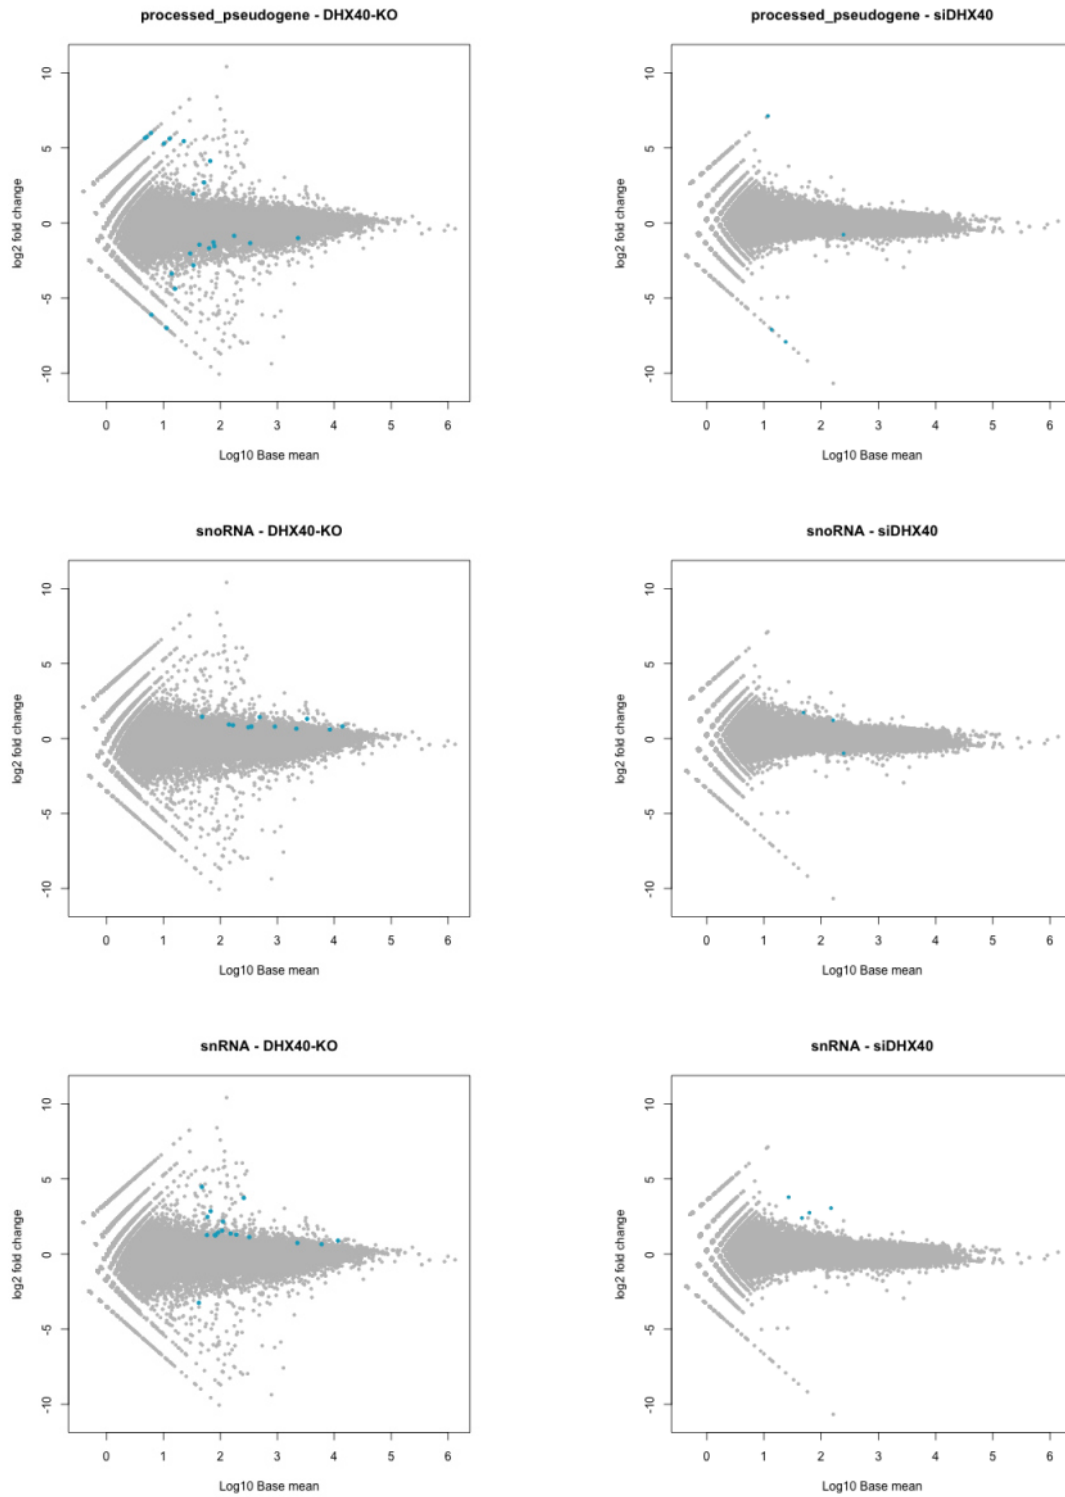 processed_pseudogene - DHX40-KO
log2 fold change
10
5
0
-5
-10
0 1 2 3 4 5 6
Log10 Base mean
processed_pseudogene - siDHX40
log2 fold change
10
5
0
-5
-10
0 1 2 3 4 5 6
Log10 Base mean
snoRNA - DHX40-KO
log2 fold change
10
5
0
-5
-10
0 1 2 3 4 5 6
Log10 Base mean
snoRNA - siDHX40
log2 fold change
10
5
0
-5
-10
0 1 2 3 4 5 6
Log10 Base mean
snRNA - DHX40-KO
log2 fold change
10
5
0
-5
-10
0 1 2 3 4 5 6
Log10 Base mean
snRNA - siDHX40
log2 fold change
10
5
0
-5
-10
0 1 2 3 4 5 6
Log10 Base mean